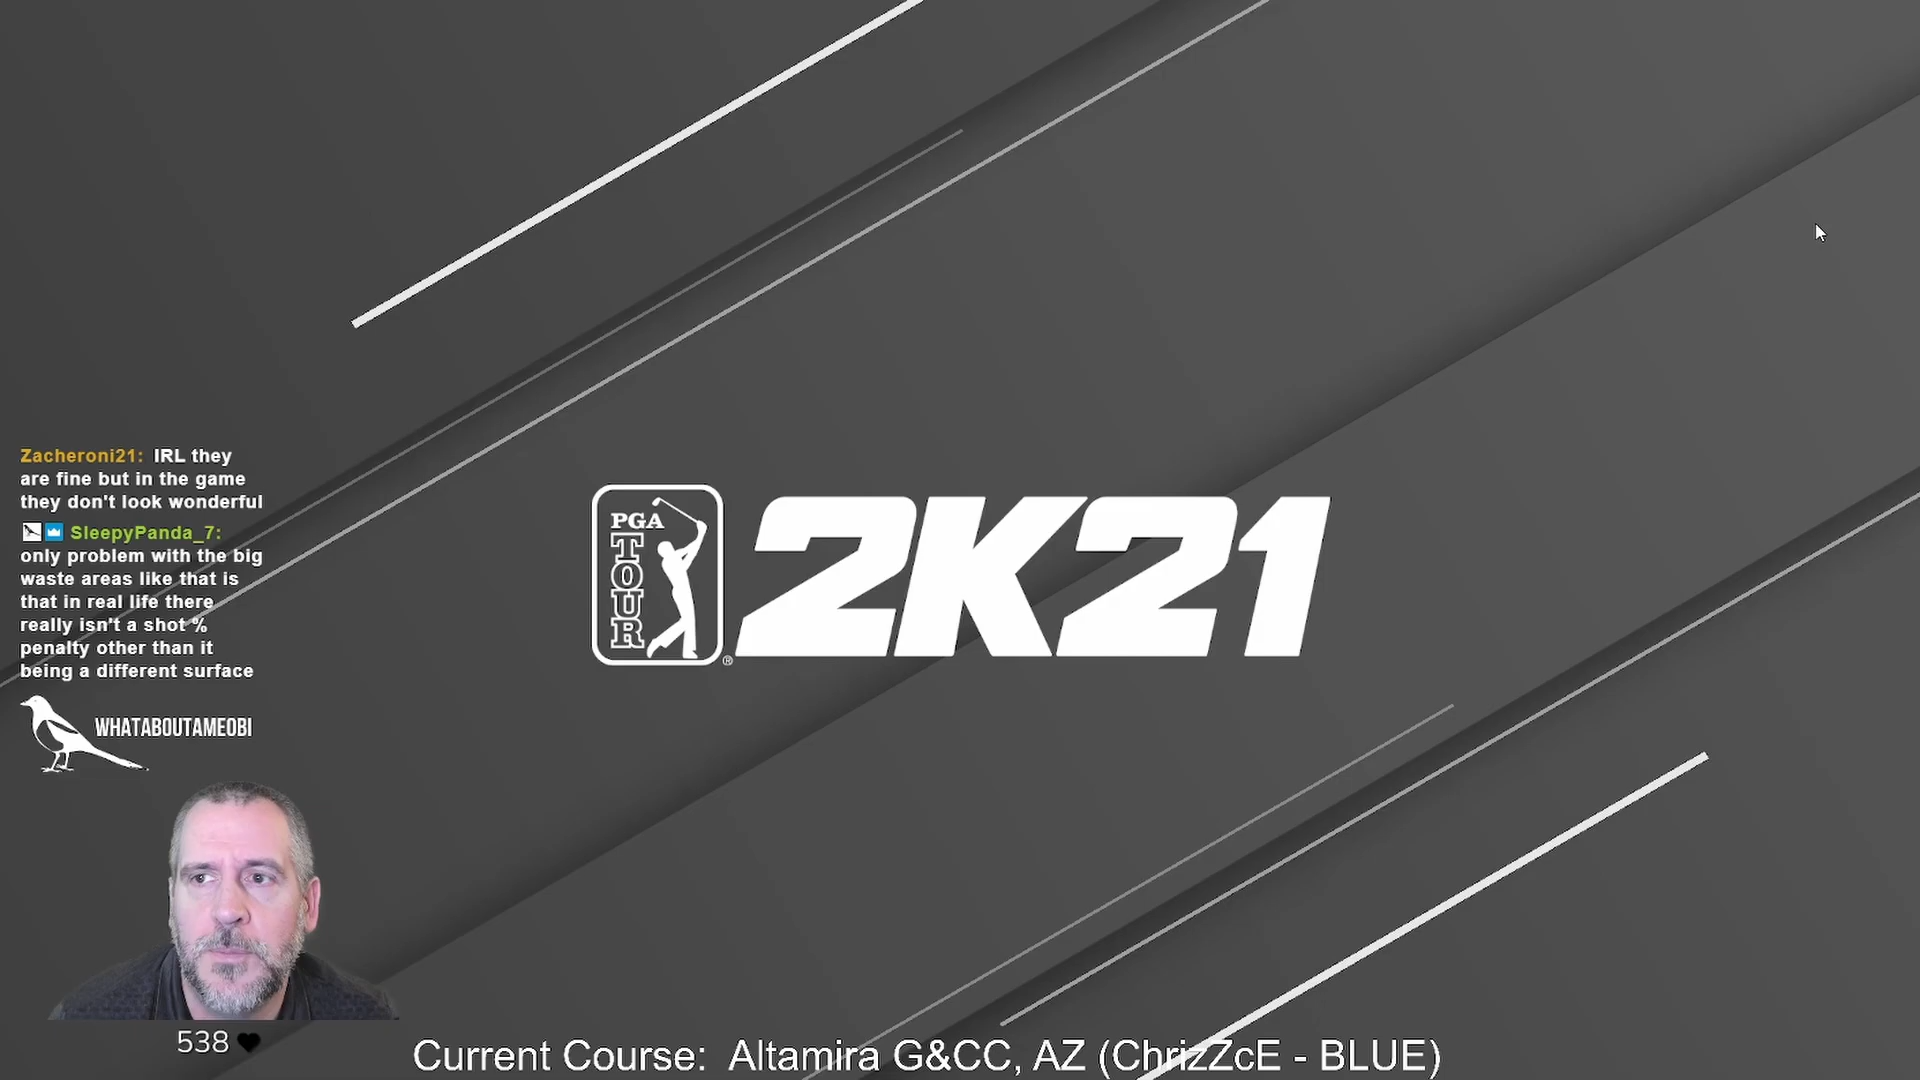 Zacheroni21: IRL they
are fine but in the game
they don't look wonderful
SleepyPanda_7:
only problem with the big
waste areas like that is
that in real life there
really isn't a shot %
penalty other than it
being a different surface
WHATABOUTAMEOBI
PGA
TOUR
®
2K21
538
Current Course: Altamira G&CC, AZ (ChrizZcE - BLUE)